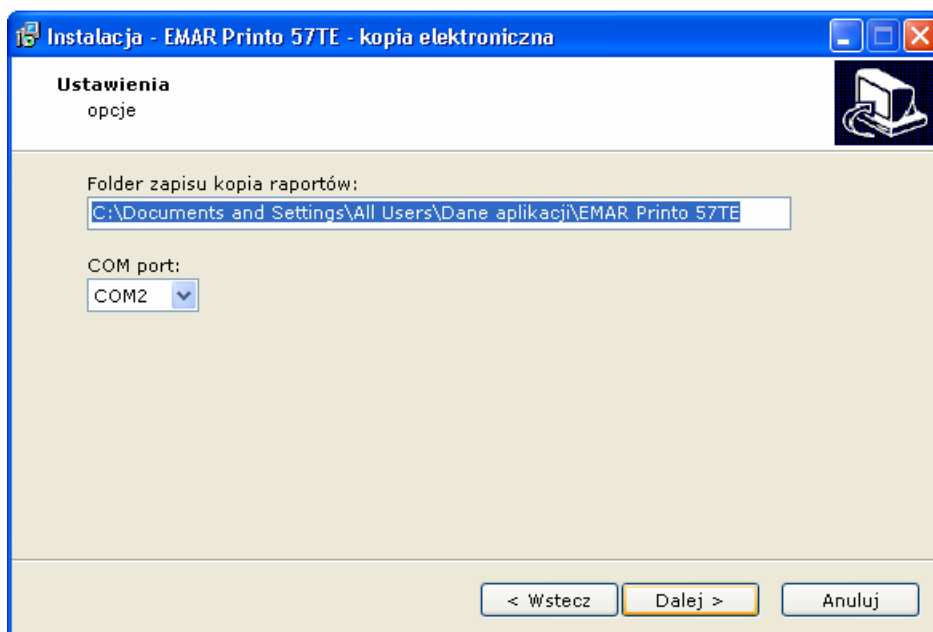 Instalacja - EMAR Printo 57TE - kopia elektroniczna
Ustawienia
opcje
Folder zapisu kopia raportów:
C:\Documents and Settings\All Users\Dane aplikacji\EMAR Printo 57TE
COM port:
COM2
< Wstecz
Dalej >
Anuluj